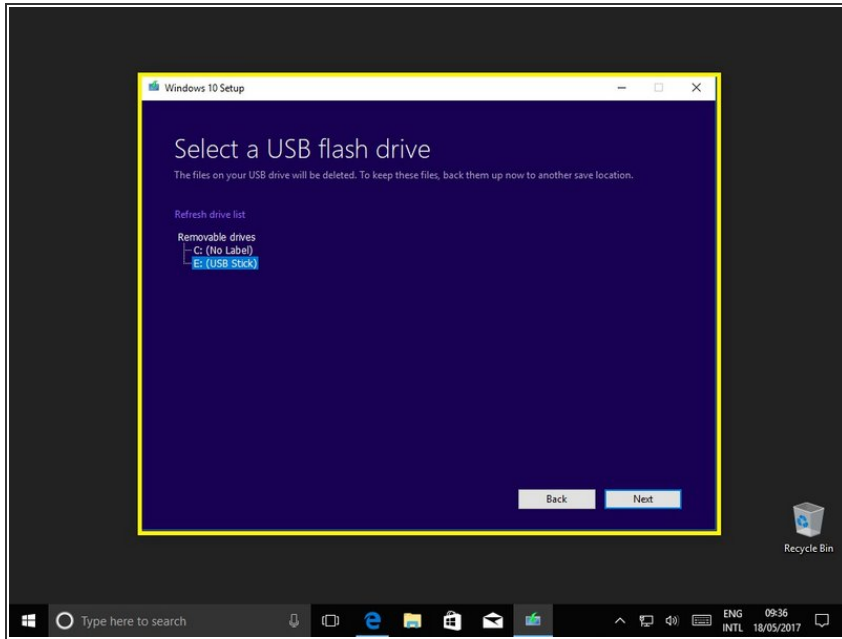 Windows 10 Setup
Select a USB flash drive
The files on your USB drive will be deleted. To keep these files, back them up now to another save location.
Refresh drive list
Removable drives
C: (No Label)
E: (USB Stick)
Back Next
Recycle Bin
Type here to search
ENG 09:36
INTL 18/05/2017